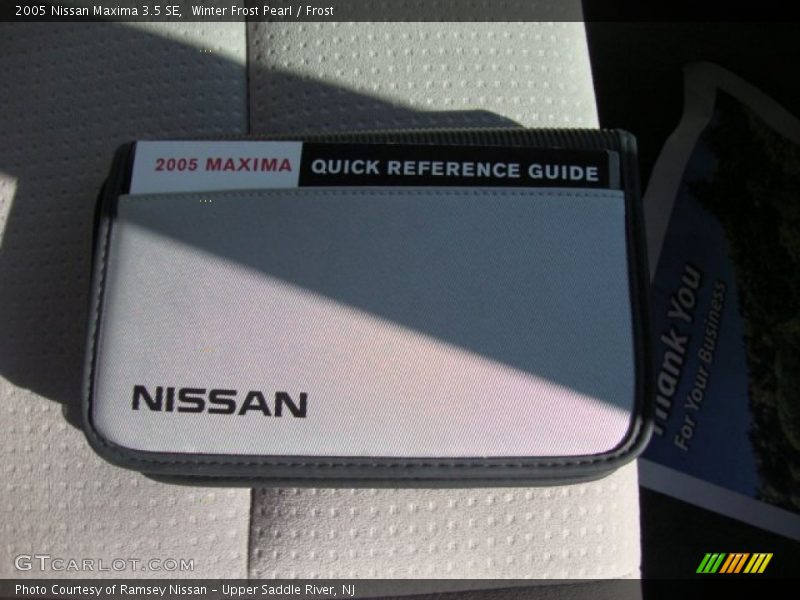 2005 Nissan Maxima 3.5 SE, Winter Frost Pearl / Frost
2005 MAXIMA QUICK REFERENCE GUIDE
NISSAN
Thank You
For Your Business
GTCARLOT.COM
Photo Courtesy of Ramsey Nissan - Upper Saddle River, NJ